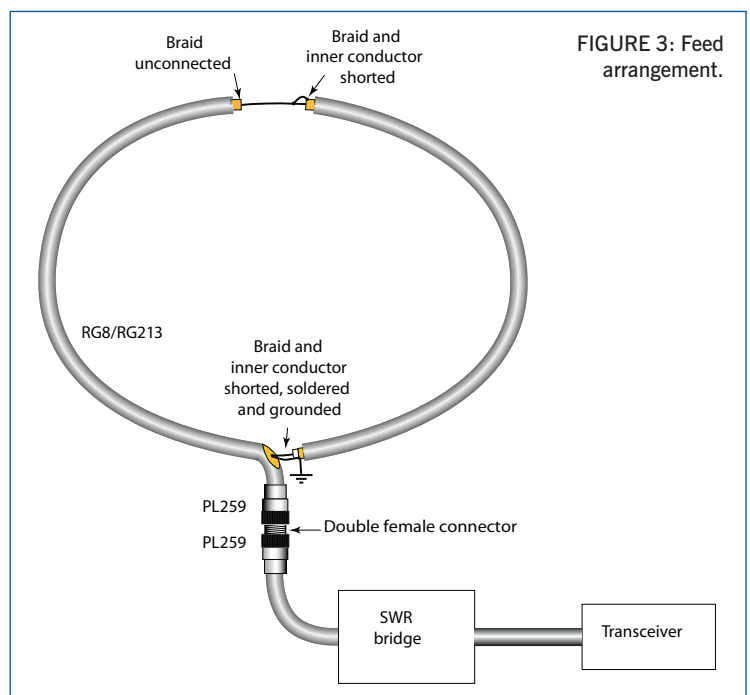 FIGURE 3: Feed
arrangement.
Braid
unconnected
Braid and
inner conductor
shorted
RG8/RG213
Braid and
inner conductor
shorted, soldered
and grounded
PL259
PL259
Double female connector
SWR
bridge
Transceiver